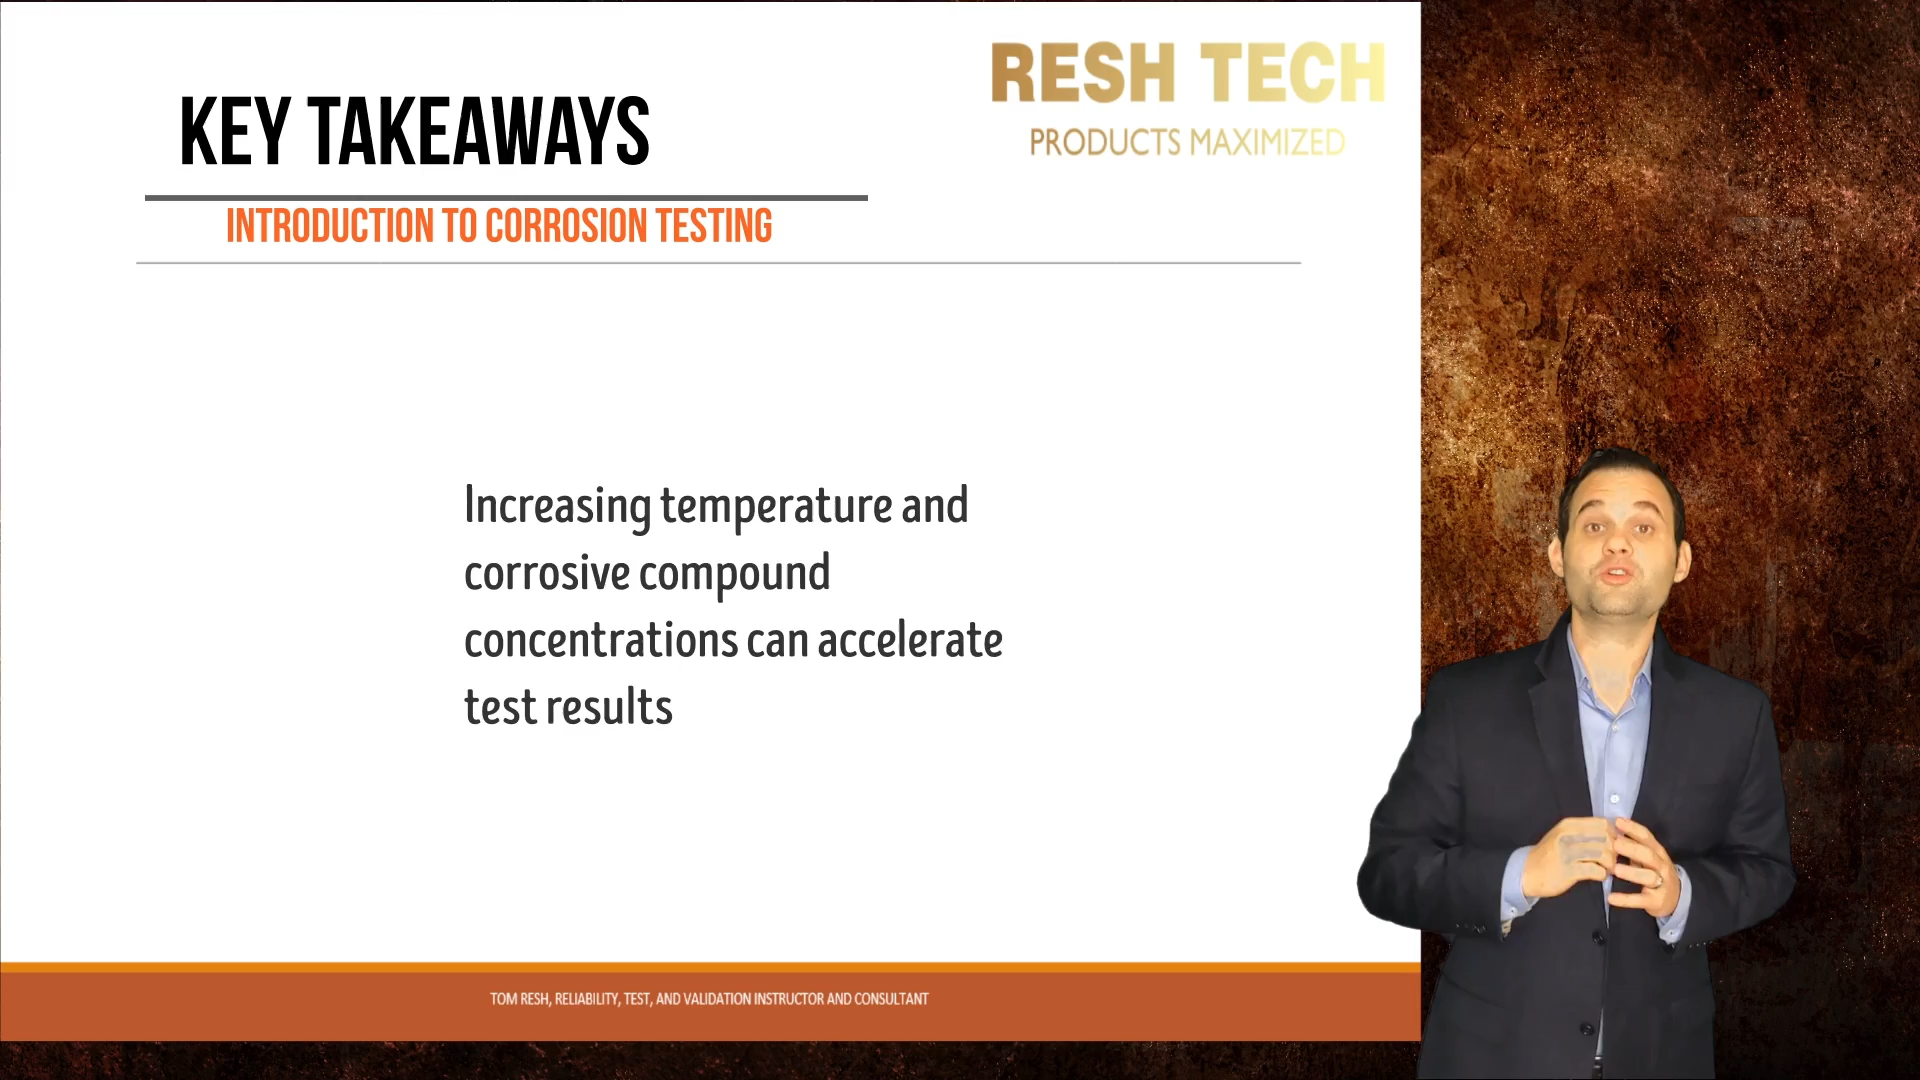 RESH TECH
PRODUCTS MAXIMIZED
KEY TAKEAWAYS
INTRODUCTION TO CORROSION TESTING
Increasing temperature and
corrosive compound
concentrations can accelerate
test results
TOM RESH, RELIABILITY, TEST, AND VALIDATION INSTRUCTOR AND CONSULTANT